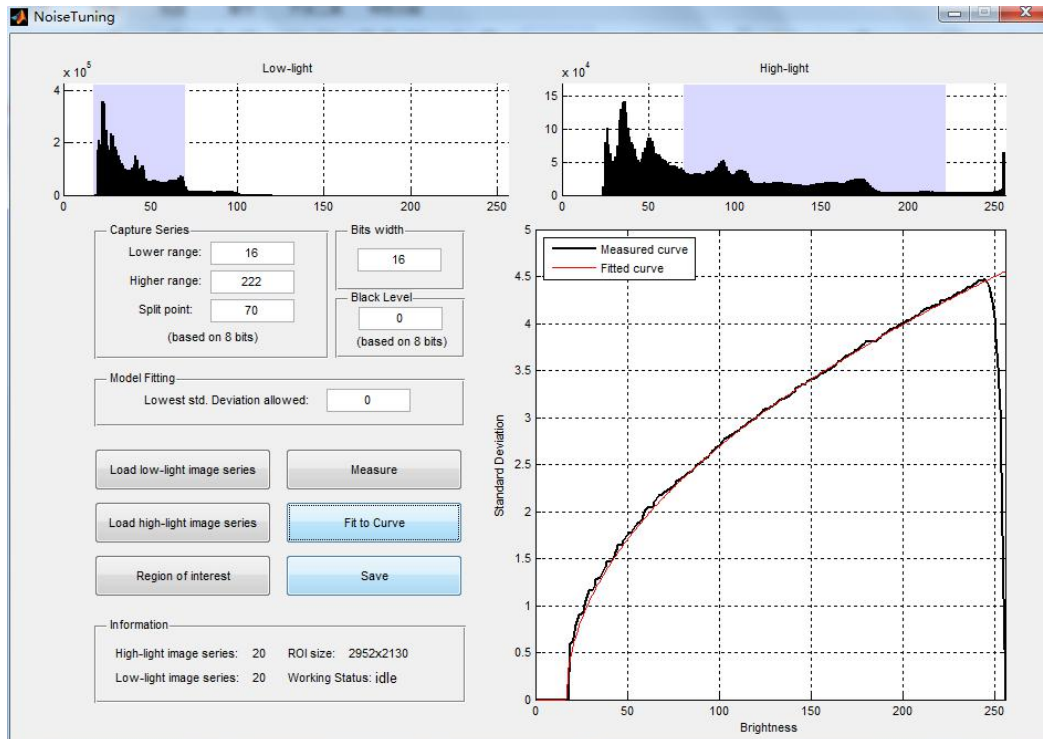 NoiseTuning
Low-light
x 10^5
4
2
0
0 50 100 150 200 250
High-light
x 10^4
15
10
5
0
0 50 100 150 200 250
Capture Series
Lower range: 16
Higher range: 222
Split point: 70
(based on 8 bits)
Bits width
16
Black Level
0
(based on 8 bits)
Model Fitting
Lowest std. Deviation allowed: 0
Load low-light image series
Measure
Load high-light image series
Fit to Curve
Region of interest
Save
Information
High-light image series: 20 ROI size: 2952x2130
Low-light image series: 20 Working Status: idle
Measured curve
Fitted curve
Standard Deviation
5
4.5
4
3.5
3
2.5
2
1.5
1
0.5
0
0 50 100 150 200 250
Brightness